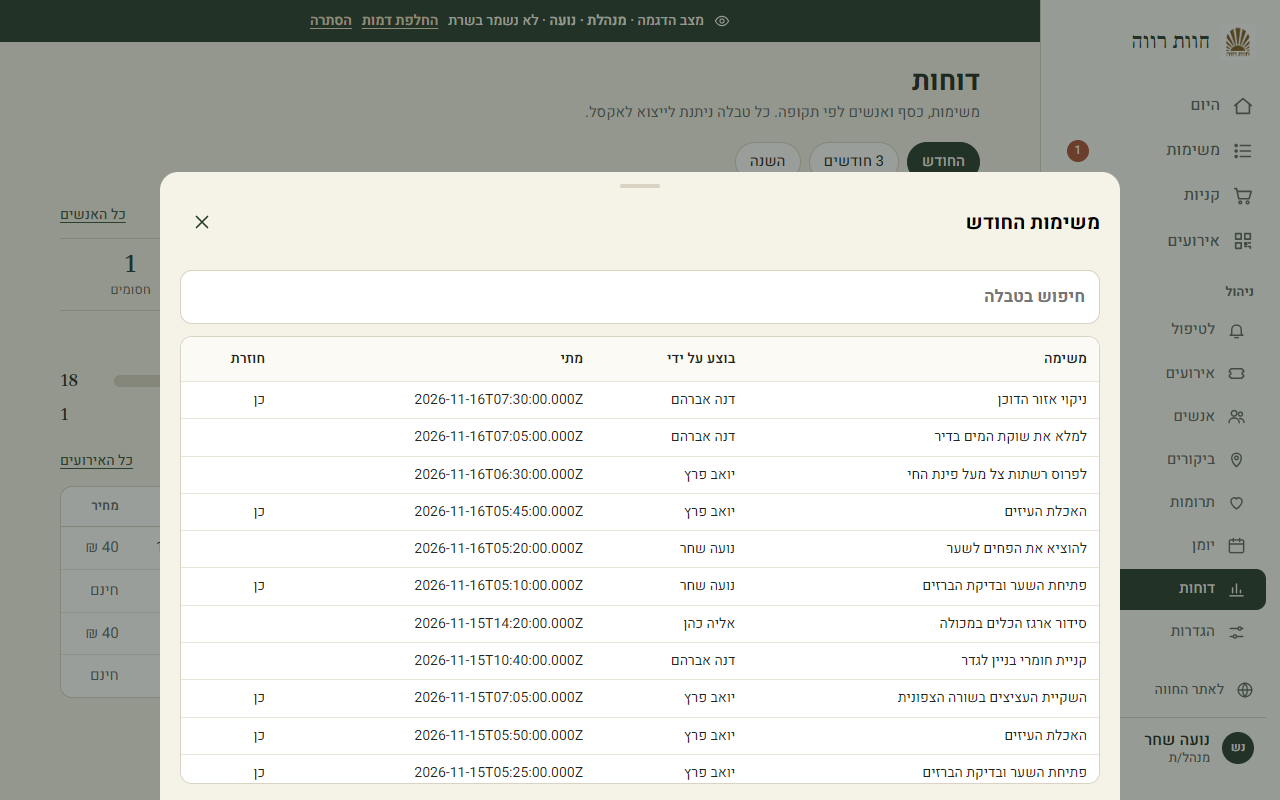 מצב הדגמה · מנהלת · נועה · לא נשמר בשרת החלפת דמות הסתרה
חוות רווה
היום
משימות 1
קניות
אירועים
ניהול
לטיפול
אירועים
אנשים
ביקורים
תרומות
יומן
דוחות
הגדרות
לאתר החווה
נש נועה שחר
מנהל/ת
דוחות
משימות, כסף ואנשים לפי תקופה. כל טבלה ניתנת לייצוא לאקסל.
החודש 3 חודשים השנה
כל האנשים
1
חסומים
18
1
כל האירועים
מחיר
40 ₪
חינם
40 ₪
חינם
משימות החודש
חיפוש בטבלה
משימה בוצע על ידי מתי חוזרת
ניקוי אזור הדוכן דנה אברהם 2026-11-16T07:30:00.000Z כן
למלא את שוקת המים בדיר דנה אברהם 2026-11-16T07:05:00.000Z
לפרוס רשתות צל מעל פינת החי יואב פרץ 2026-11-16T06:30:00.000Z
האכלת העיזים יואב פרץ 2026-11-16T05:45:00.000Z כן
להוציא את הפחים לשער נועה שחר 2026-11-16T05:20:00.000Z
פתיחת השער ובדיקת הברזים נועה שחר 2026-11-16T05:10:00.000Z כן
סידור ארגז הכלים במכולה אליה כהן 2026-11-15T14:20:00.000Z
קניית חומרי בניין לגדר דנה אברהם 2026-11-15T10:40:00.000Z
השקיית העציצים בשורה הצפונית יואב פרץ 2026-11-15T07:05:00.000Z כן
האכלת העיזים יואב פרץ 2026-11-15T05:50:00.000Z כן
פתיחת השער ובדיקת הברזים יואב פרץ 2026-11-15T05:25:00.000Z כן